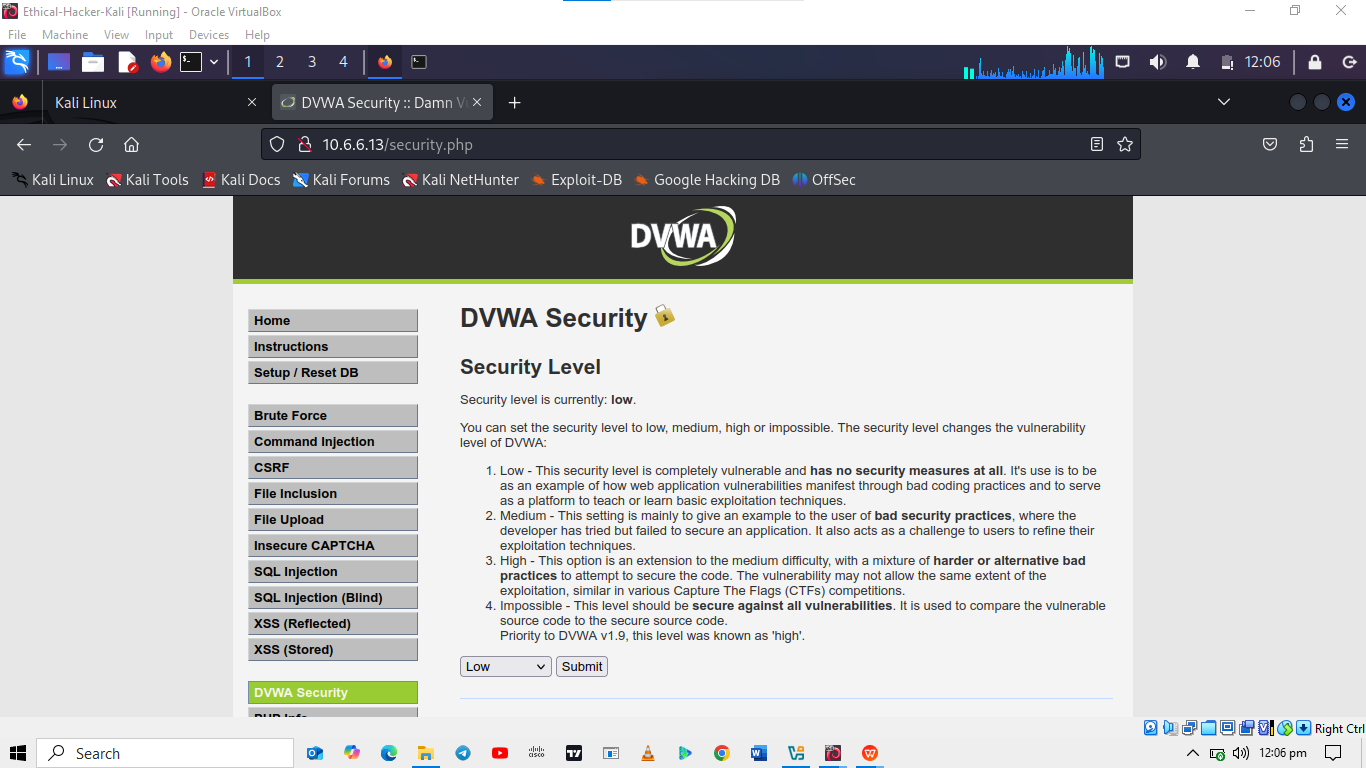 Ethical-Hacker-Kali [Running] - Oracle VirtualBox
File Machine View Input Devices Help
1 2 3 4 12:06
Kali Linux DVWA Security :: Damn V
10.6.6.13/security.php
Kali Linux Kali Tools Kali Docs Kali Forums Kali NetHunter Exploit-DB Google Hacking DB OffSec
DVWA
Home
Instructions
Setup / Reset DB
Brute Force
Command Injection
CSRF
File Inclusion
File Upload
Insecure CAPTCHA
SQL Injection
SQL Injection (Blind)
XSS (Reflected)
XSS (Stored)
DVWA Security
DVWA Security
Security Level
Security level is currently: low.
You can set the security level to low, medium, high or impossible. The security level changes the vulnerability
level of DVWA:
1. Low - This security level is completely vulnerable and has no security measures at all. It's use is to be
as an example of how web application vulnerabilities manifest through bad coding practices and to serve
as a platform to teach or learn basic exploitation techniques.
2. Medium - This setting is mainly to give an example to the user of bad security practices, where the
developer has tried but failed to secure an application. It also acts as a challenge to users to refine their
exploitation techniques.
3. High - This option is an extension to the medium difficulty, with a mixture of harder or alternative bad
practices to attempt to secure the code. The vulnerability may not allow the same extent of the
exploitation, similar in various Capture The Flags (CTFs) competitions.
4. Impossible - This level should be secure against all vulnerabilities. It is used to compare the vulnerable
source code to the secure source code.
Priority to DVWA v1.9, this level was known as 'high'.
Low Submit
Right Ctrl
Search 12:06 pm